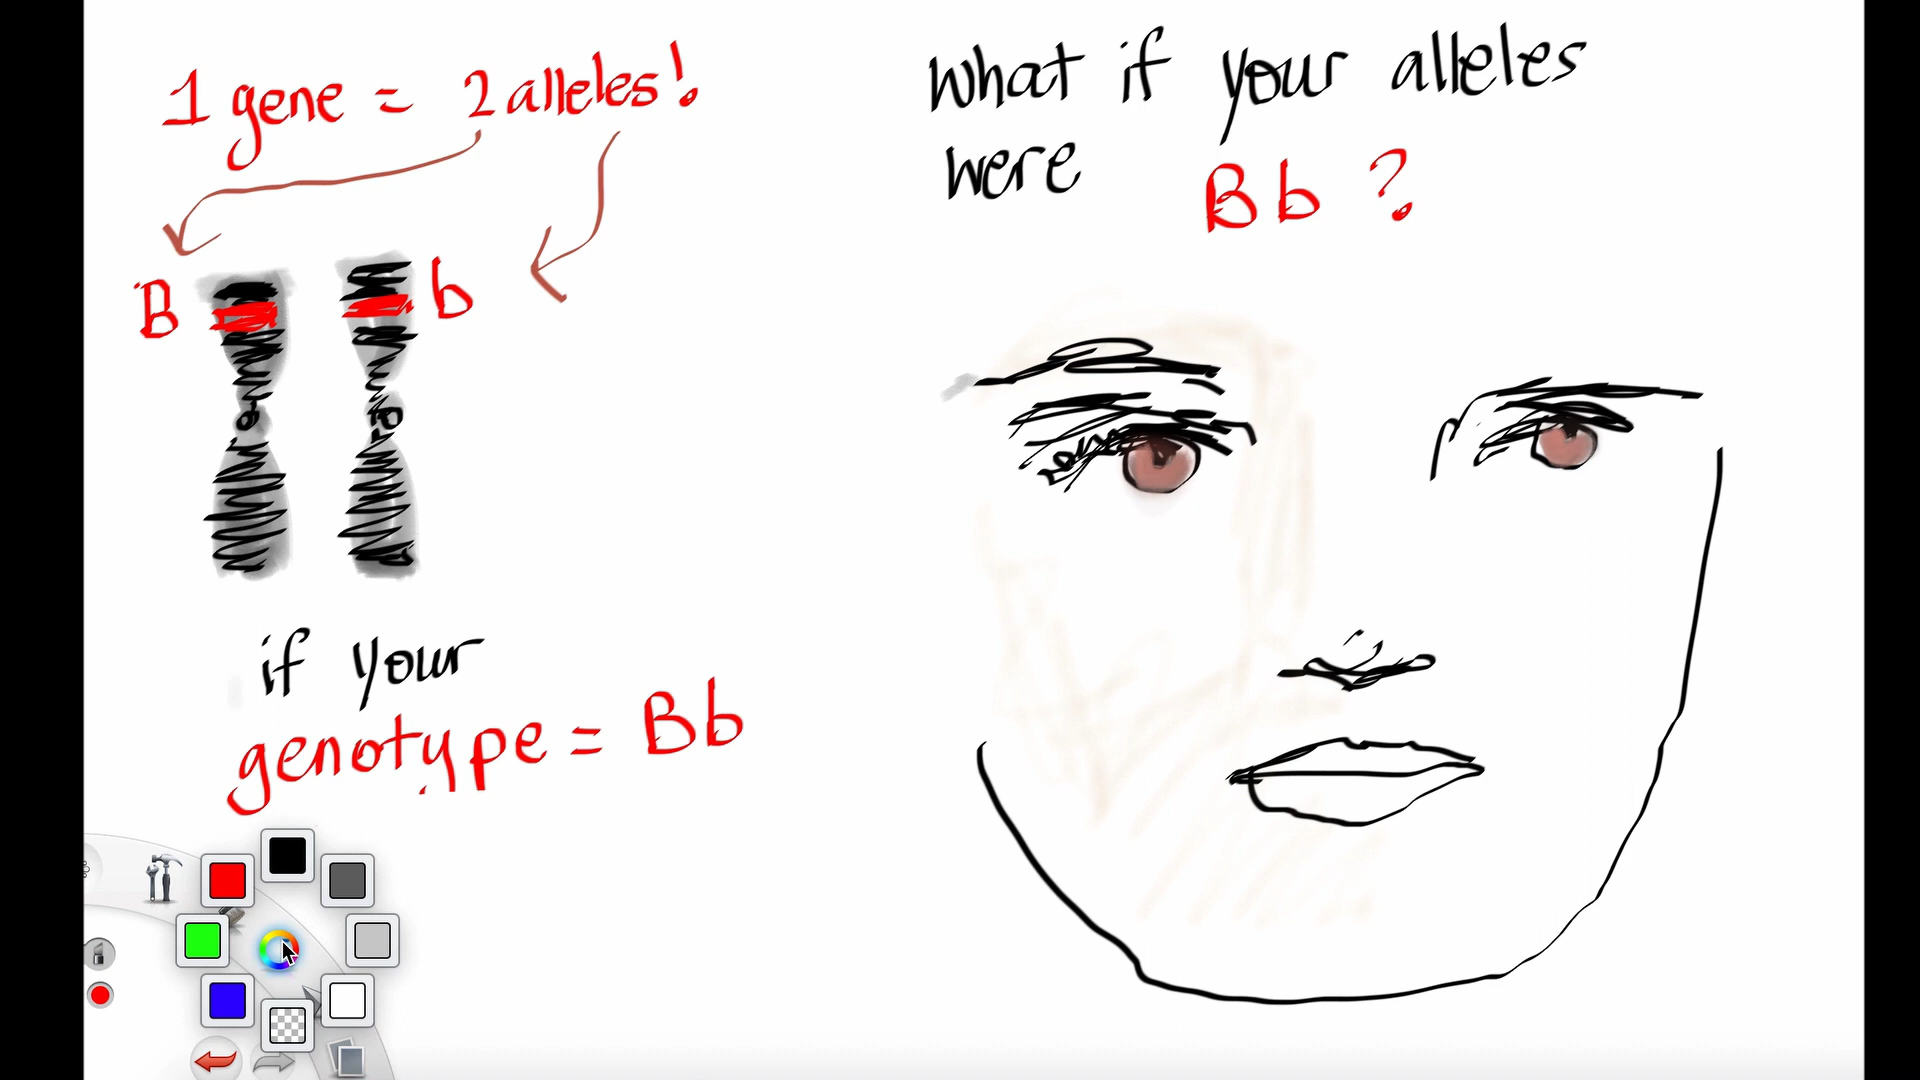 1 gene = 2 alleles!
B
b
if your
genotype = Bb
What if your alleles
were Bb ?